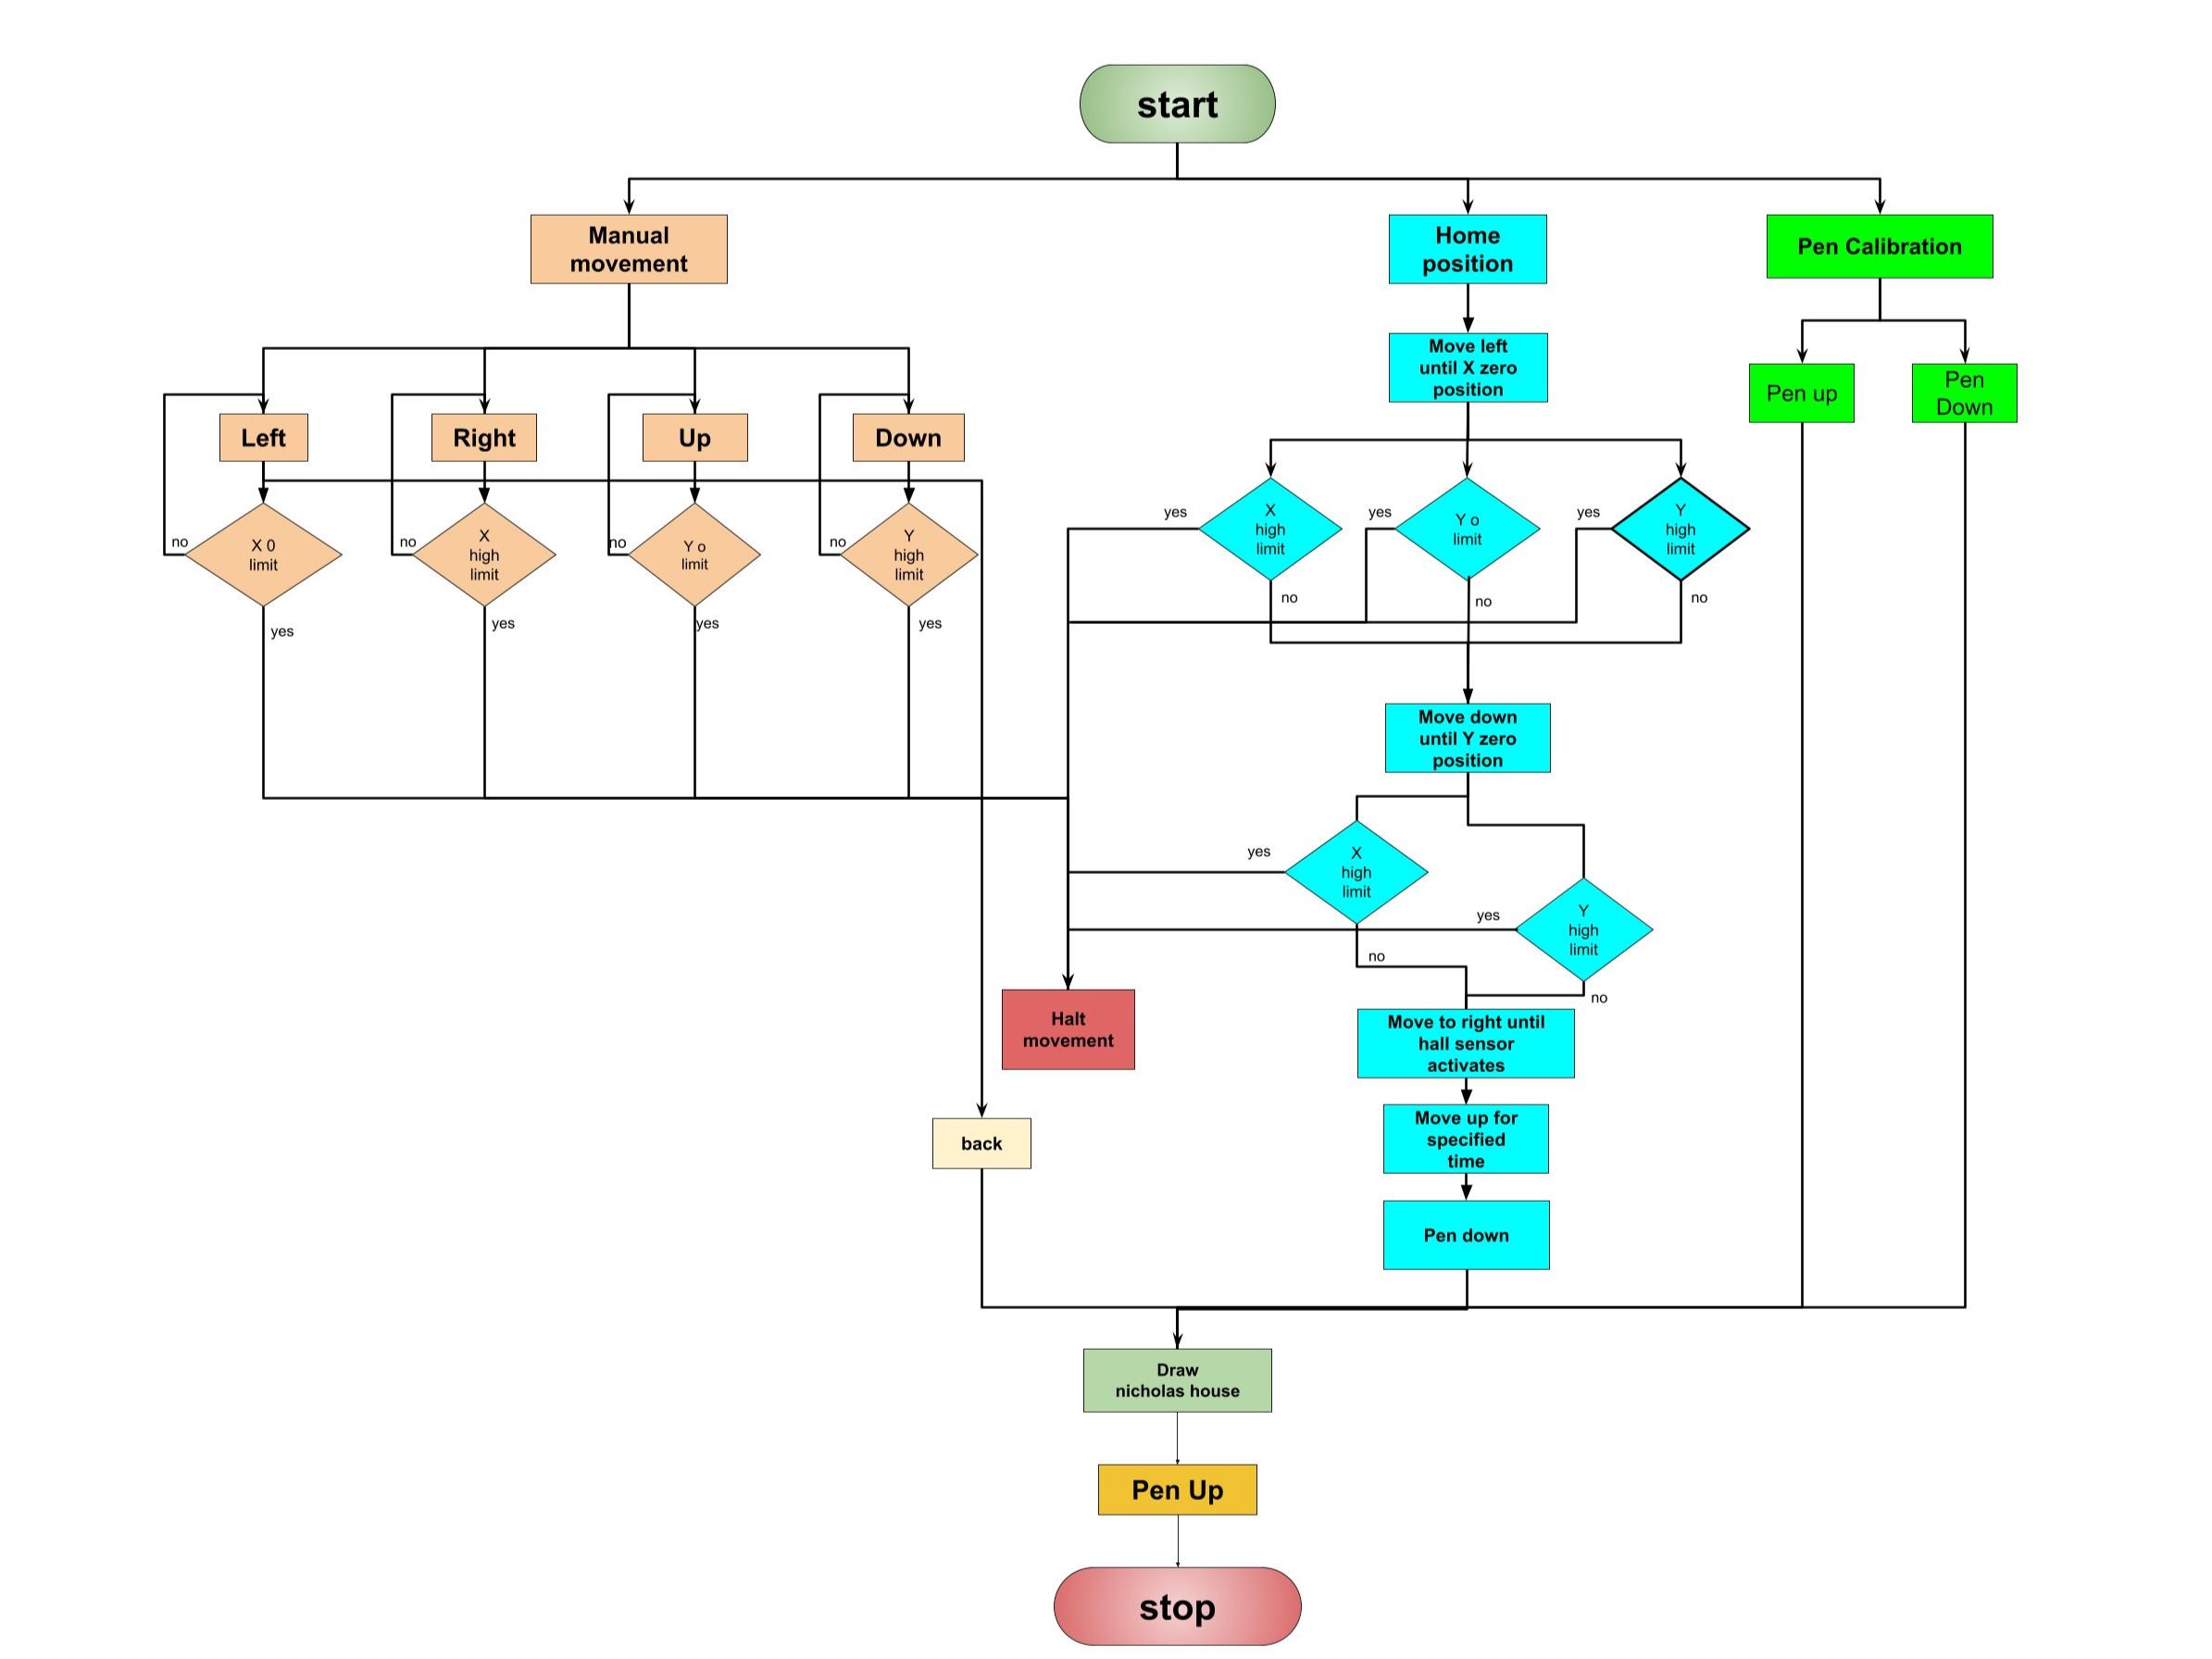 start
Manual
movement
Home
position
Pen Calibration
Move left
until X zero
position
Pen up
Pen
Down
Left
Right
Up
Down
no
X 0
limit
yes
no
X
high
limit
yes
no
Y o
limit
yes
no
Y
high
limit
yes
yes
X
high
limit
no
yes
Y o
limit
no
yes
Y
high
limit
no
Move down
until Y zero
position
yes
X
high
limit
no
yes
Y
high
limit
no
Halt
movement
Move to right until
hall sensor
activates
back
Move up for
specified
time
Pen down
Draw
nicholas house
Pen Up
stop